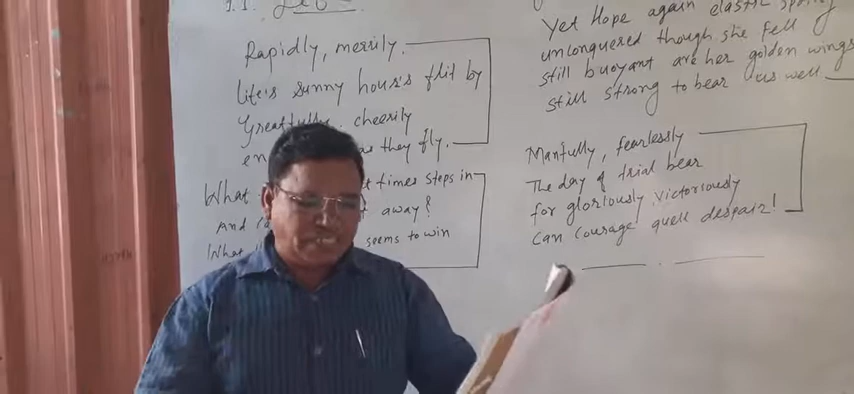 Rapidly, merrily,
life's sunny hours flit by
Greatfully, cheerily
as they fly.
What times steps in
And away?
What seems to win
Yet Hope again elastic
unconquered though she fell
still buoyant are her golden wings
still strong to bear us well
Manfully, fearlessly
The day of trial bear
for gloriously, victoriously
can courage quell despair!